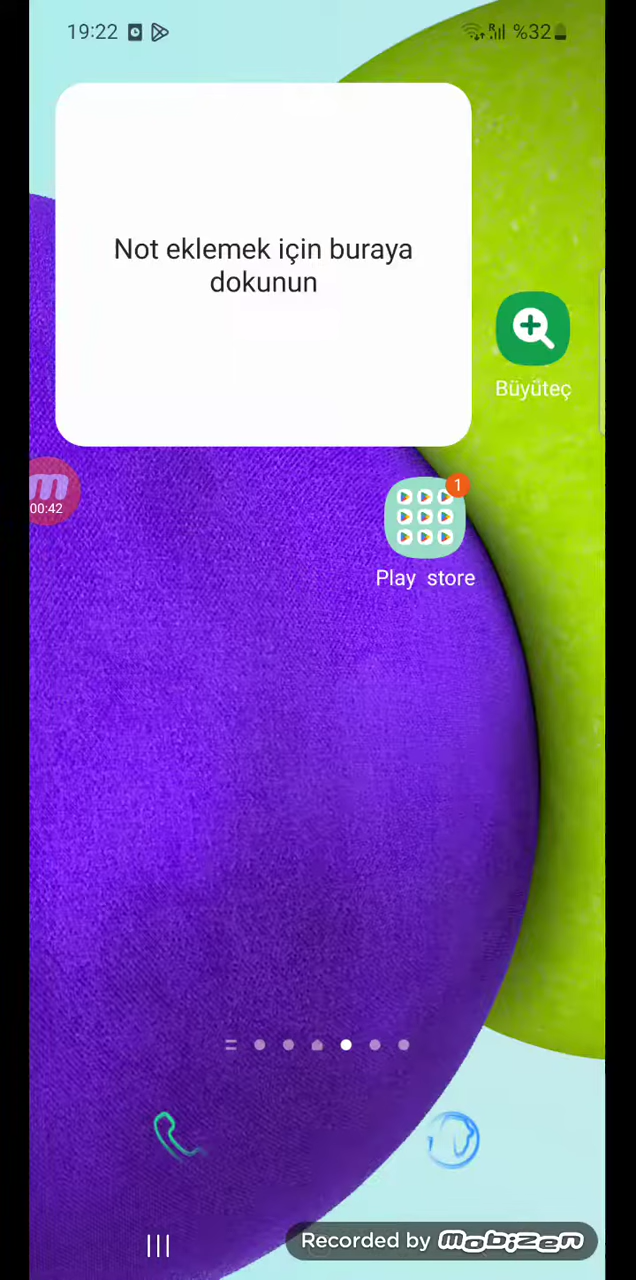 19:22 %32
Not eklemek için buraya
dokunun
Büyüteç
m
00:42
1
Play store
Recorded by mobizen